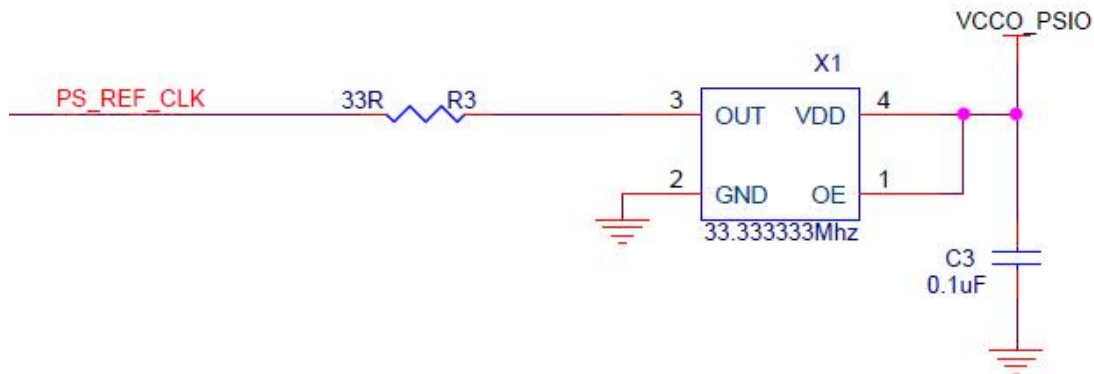 VCCO_PSIO
X1
PS_REF_CLK
33R
R3
3
OUT
VDD
4
2
GND
OE
1
33.333333Mhz
C3
0.1uF